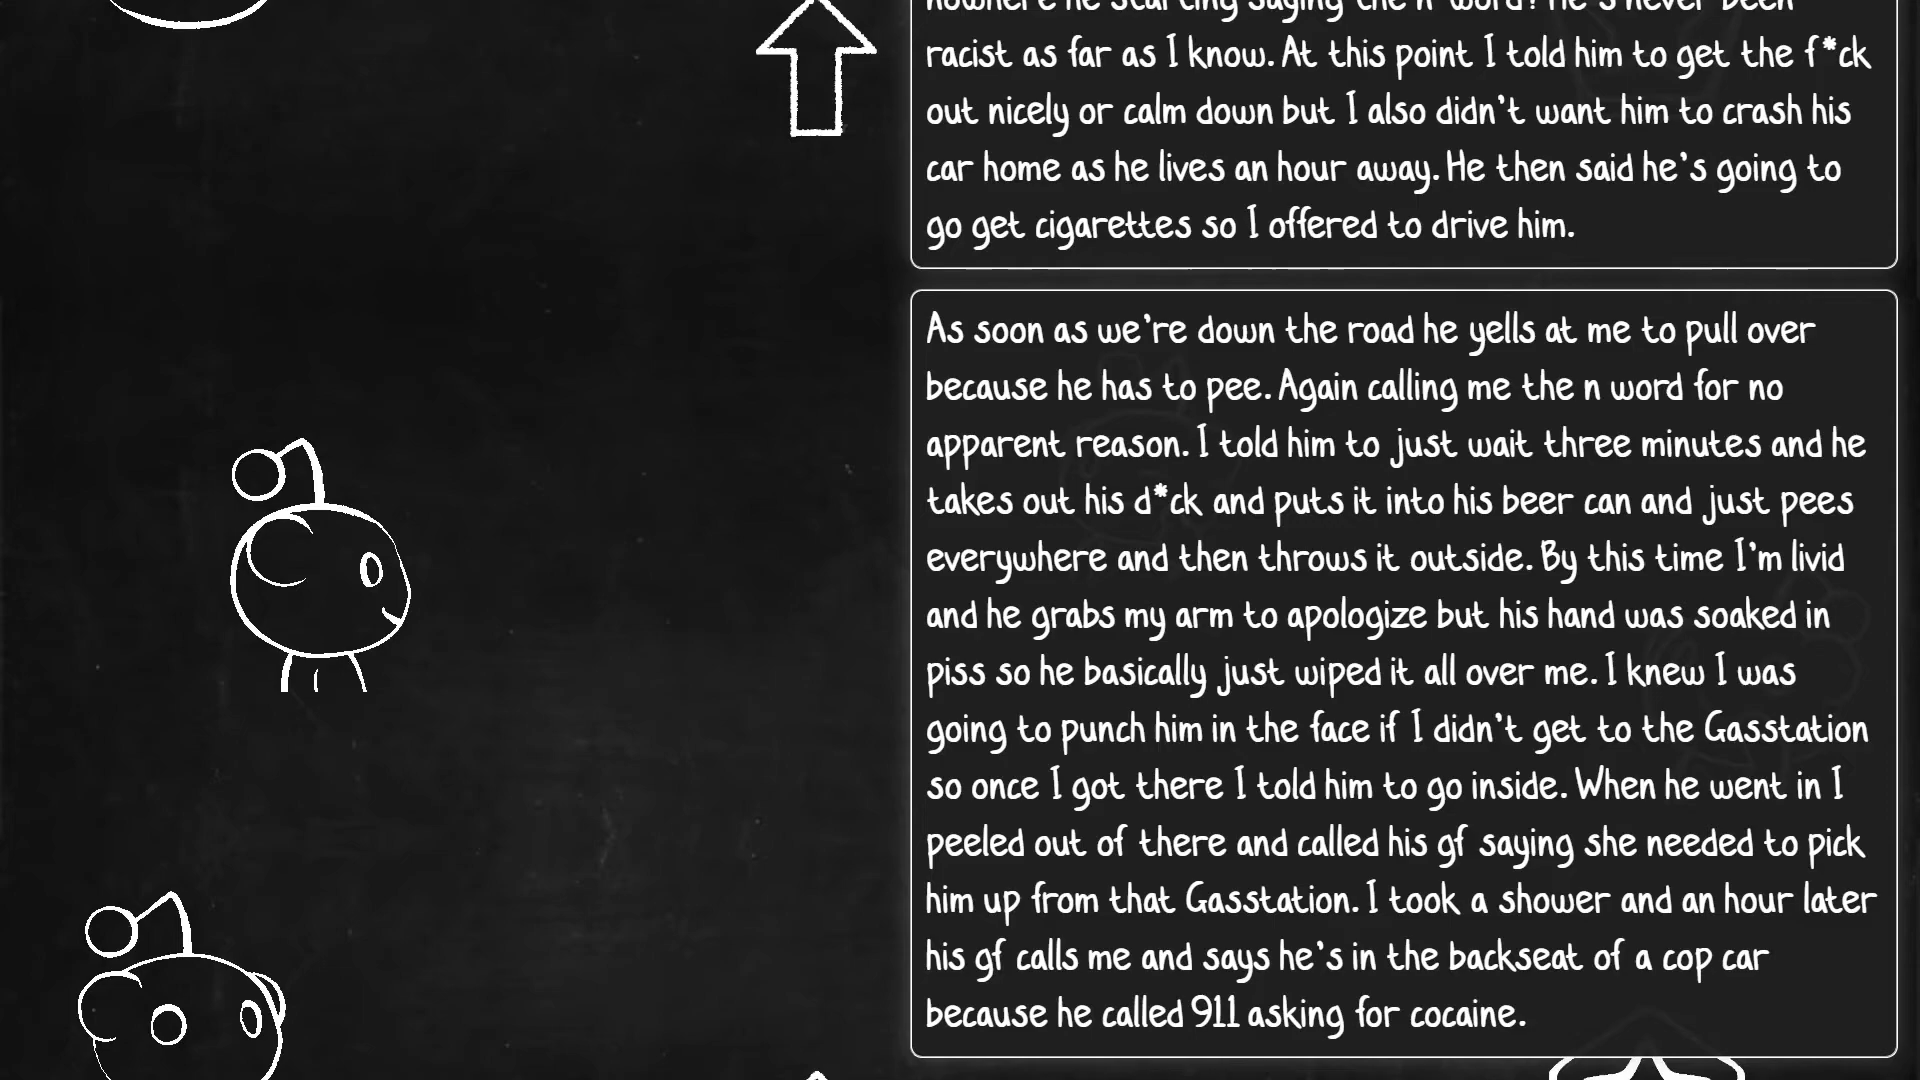 nowhere he starting saying the n-word? He's never been
racist as far as I know. At this point I told him to get the f*ck
out nicely or calm down but I also didn't want him to crash his
car home as he lives an hour away. He then said he's going to
go get cigarettes so I offered to drive him.
As soon as we're down the road he yells at me to pull over
because he has to pee. Again calling me the n word for no
apparent reason. I told him to just wait three minutes and he
takes out his d*ck and puts it into his beer can and just pees
everywhere and then throws it outside. By this time I'm livid
and he grabs my arm to apologize but his hand was soaked in
piss so he basically just wiped it all over me. I knew I was
going to punch him in the face if I didn't get to the Gasstation
so once I got there I told him to go inside. When he went in I
peeled out of there and called his gf saying she needed to pick
him up from that Gasstation. I took a shower and an hour later
his gf calls me and says he's in the backseat of a cop car
because he called 911 asking for cocaine.